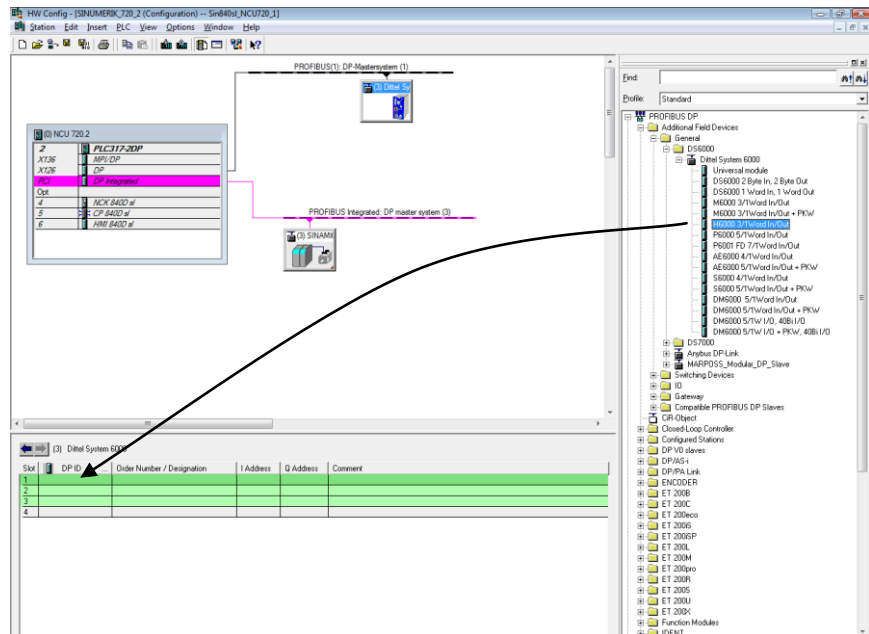 HW Config - [SINUMERIK_720_2 (Configuration) -- Sin840sl_NCU720_1]
Station Edit Insert PLC View Options Window Help
PROFIBUS(1): DP-Mastersystem (1)
(3) Dittel Sy
(0) NCU 720.2
2 PLC317-2DP
X136 MPI/DP
X126 DP
PCI DP integrated
Opt.
4 NCK 840D sl
5 CP 840D sl
6 HMI 840D sl
PROFIBUS Integrated: DP master system (3)
(3) SINAMI
(3) Dittel System 6000
Slot DP ID ... Order Number / Designation I Address Q Address Comment
1
2
3
4
Find:
Profile: Standard
PROFIBUS DP
Additional Field Devices
General
DS6000
Dittel System 6000
Universal module
DS6000 2 Byte In, 2 Byte Out
DS6000 1 Word In, 1 Word Out
M6000 3/1Word In/Out
M6000 3/1Word In/Out + PKW
H6000 3/1Word In/Out
P6000 5/1Word In/Out
P6001 FD 7/1Word In/Out
AE6000 4/1Word In/Out
AE6000 5/1Word In/Out + PKW
S6000 4/1Word In/Out
S6000 5/1Word In/Out + PKW
DM6000 5/1Word In/Out
DM6000 5/1Word In/Out + PKW
DM6000 5/1W I/O, 40Bi I/O
DM6000 5/1W I/O + PKW, 40Bi I/O
DS7000
Anybus DP-Link
MARPOSS_Modular_DP_Slave
Switching Devices
IO
Gateway
Compatible PROFIBUS DP Slaves
CiR-Object
Closed-Loop Controller
Configured Stations
DP V0 slaves
DP/AS-i
DP/PA Link
ENCODER
ET 200B
ET 200C
ET 200eco
ET 200iS
ET 200iSP
ET 200L
ET 200M
ET 200pro
ET 200R
ET 200S
ET 200U
ET 200X
Function Modules
IDENT